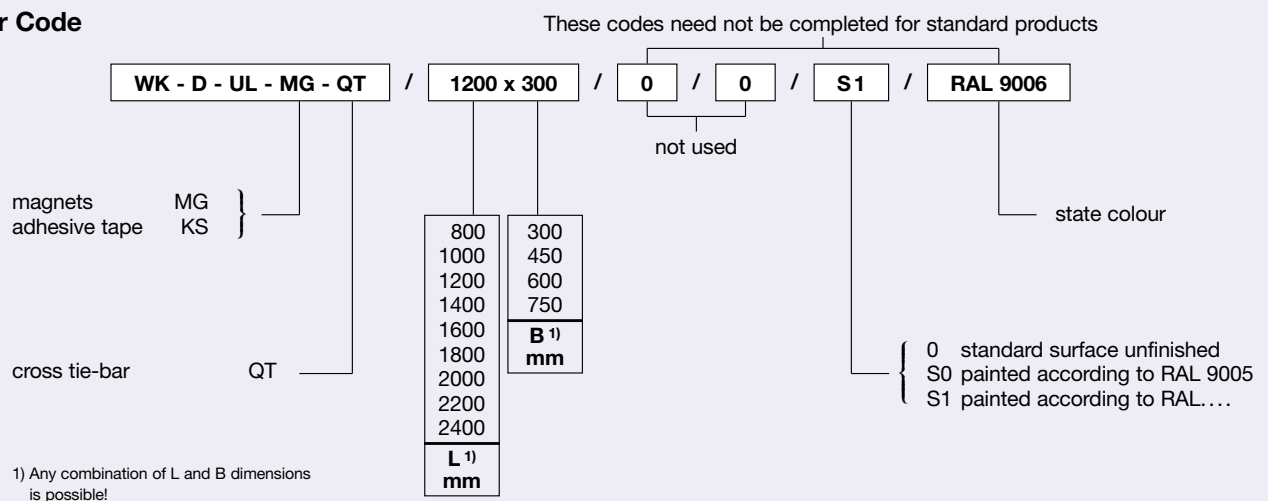 r Code
These codes need not be completed for standard products
WK - D - UL - MG - QT / 1200 x 300 / 0 / 0 / S1 / RAL 9006
not used
magnets MG
adhesive tape KS
state colour
800 300
1000 450
1200 600
1400 750
1600 B 1)
1800 mm
2000
2200
2400
L 1)
mm
cross tie-bar QT
0 standard surface unfinished
S0 painted according to RAL 9005
S1 painted according to RAL....
1) Any combination of L and B dimensions
is possible!